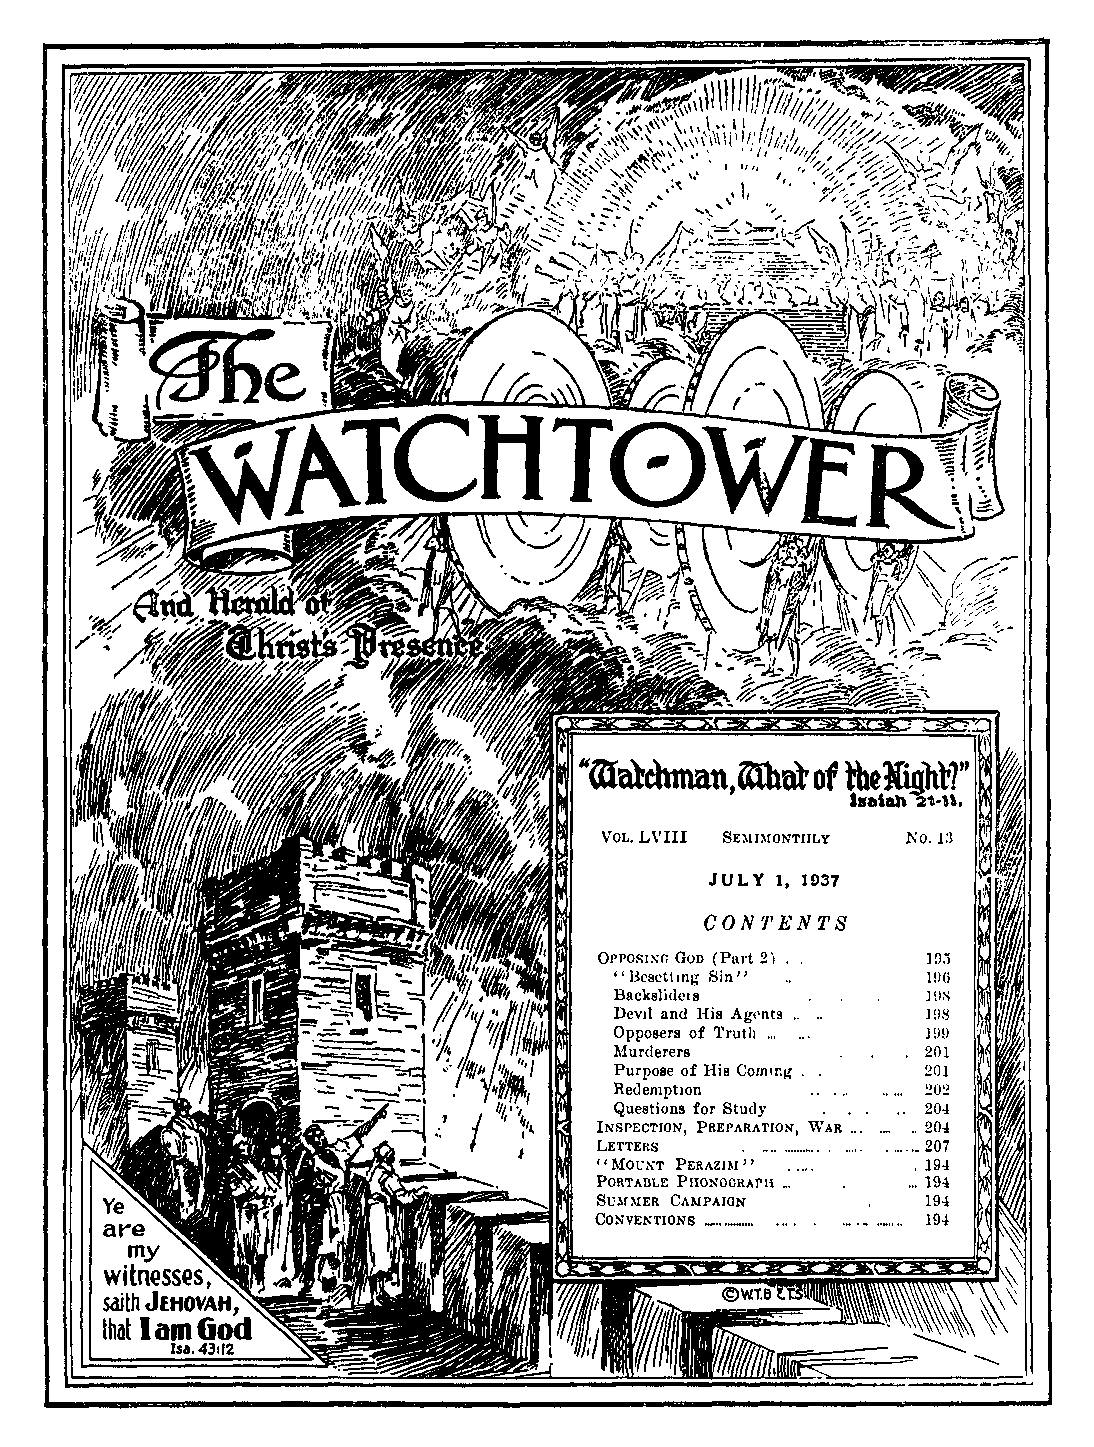 The
WATCHTOWER
And Herald of
Christ's Presence
"Watchman, What of the Night?"
Isaiah 21-11.
VOL. LVIII SEMIMONTHLY No. 13
JULY 1, 1937
CONTENTS
OPPOSING GOD (Part 2) . . 195
"Besetting Sin" .. 196
Backsliders . . . 198
Devil and His Agents .. .. 198
Opposers of Truth ... ... 199
Murderers . . . 201
Purpose of His Coming . . 201
Redemption .. . .. .. ... 202
Questions for Study . . . . .. 204
INSPECTION, PREPARATION, WAR ... ... .. 204
LETTERS . ... ............ ... ...... 207
"MOUNT PERAZIM" ..... . 194
PORTABLE PHONOGRAPH ... . ... 194
SUMMER CAMPAIGN . 194
CONVENTIONS ............... .... . ... ... ...... 194
© W.T.B & T.S
Ye
are
my
witnesses,
saith JEHOVAH,
that I am God
Isa. 43:12